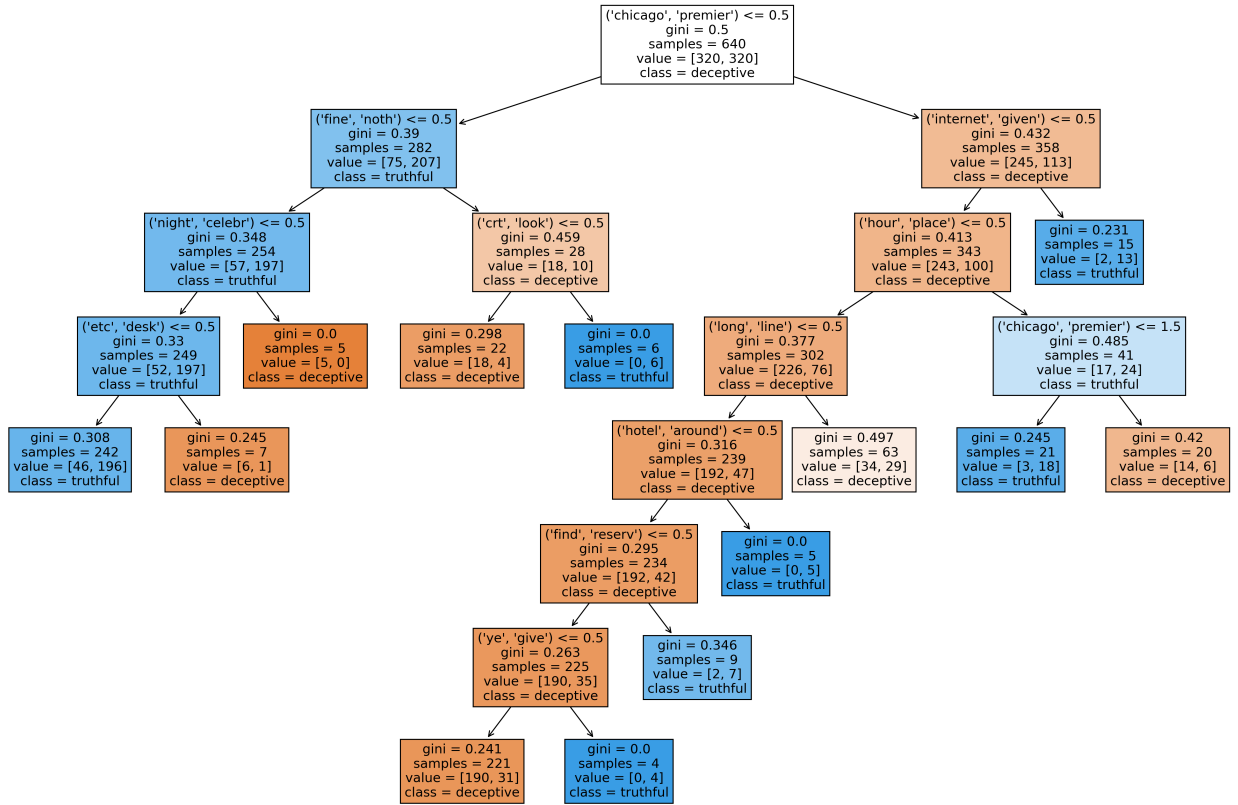 ('chicago', 'premier') <= 0.5
gini = 0.5
samples = 640
value = [320, 320]
class = deceptive
('fine', 'noth') <= 0.5
gini = 0.39
samples = 282
value = [75, 207]
class = truthful
('internet', 'given') <= 0.5
gini = 0.432
samples = 358
value = [245, 113]
class = deceptive
('night', 'celebr') <= 0.5
gini = 0.348
samples = 254
value = [57, 197]
class = truthful
('crt', 'look') <= 0.5
gini = 0.459
samples = 28
value = [18, 10]
class = deceptive
('hour', 'place') <= 0.5
gini = 0.413
samples = 343
value = [243, 100]
class = deceptive
gini = 0.231
samples = 15
value = [2, 13]
class = truthful
('etc', 'desk') <= 0.5
gini = 0.33
samples = 249
value = [52, 197]
class = truthful
gini = 0.0
samples = 5
value = [5, 0]
class = deceptive
gini = 0.298
samples = 22
value = [18, 4]
class = deceptive
gini = 0.0
samples = 6
value = [0, 6]
class = truthful
('long', 'line') <= 0.5
gini = 0.377
samples = 302
value = [226, 76]
class = deceptive
('chicago', 'premier') <= 1.5
gini = 0.485
samples = 41
value = [17, 24]
class = truthful
gini = 0.308
samples = 242
value = [46, 196]
class = truthful
gini = 0.245
samples = 7
value = [6, 1]
class = deceptive
('hotel', 'around') <= 0.5
gini = 0.316
samples = 239
value = [192, 47]
class = deceptive
gini = 0.497
samples = 63
value = [34, 29]
class = deceptive
gini = 0.245
samples = 21
value = [3, 18]
class = truthful
gini = 0.42
samples = 20
value = [14, 6]
class = deceptive
('find', 'reserv') <= 0.5
gini = 0.295
samples = 234
value = [192, 42]
class = deceptive
gini = 0.0
samples = 5
value = [0, 5]
class = truthful
('ye', 'give') <= 0.5
gini = 0.263
samples = 225
value = [190, 35]
class = deceptive
gini = 0.346
samples = 9
value = [2, 7]
class = truthful
gini = 0.241
samples = 221
value = [190, 31]
class = deceptive
gini = 0.0
samples = 4
value = [0, 4]
class = truthful